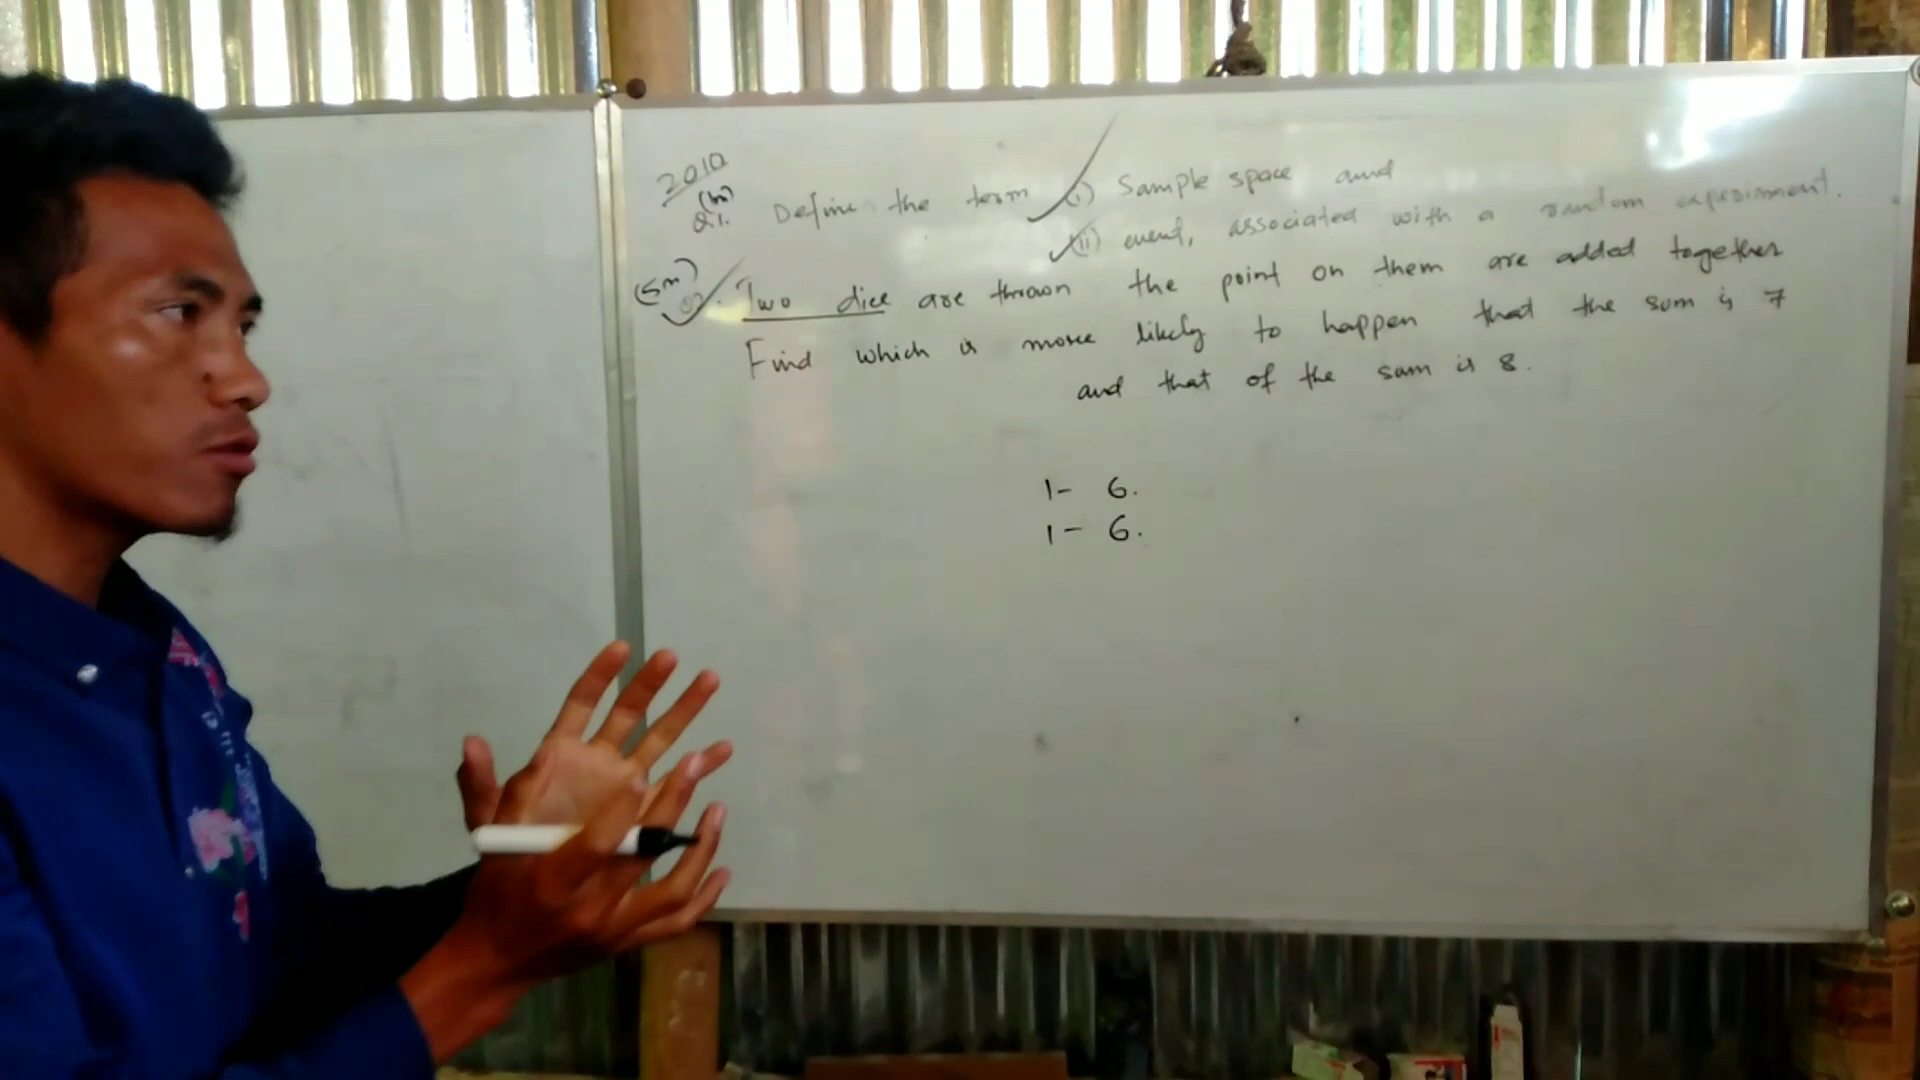 2010
Q1. Define the term (i) Sample space and
(ii) event, associated with a random experinment.
(5m) Two dice are thrown the point on them are added together
Find which is more likely to happen that the sum is 7
and that of the sum is 8.
1- 6.
1- 6.